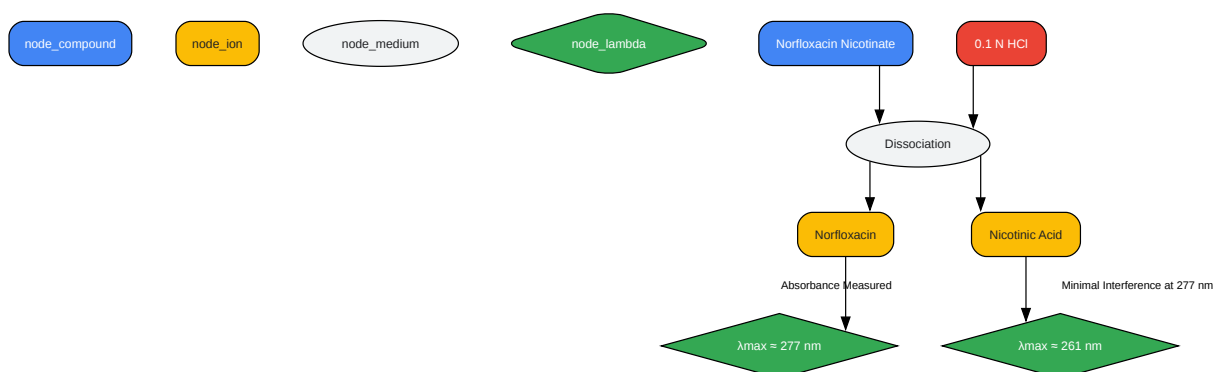 node_compound
node_ion
node_medium
node_lambda
Norfloxacin Nicotinate
0.1 N HCl
Dissociation
Norfloxacin
Nicotinic Acid
Absorbance Measured
Minimal Interference at 277 nm
λmax ≈ 277 nm
λmax ≈ 261 nm